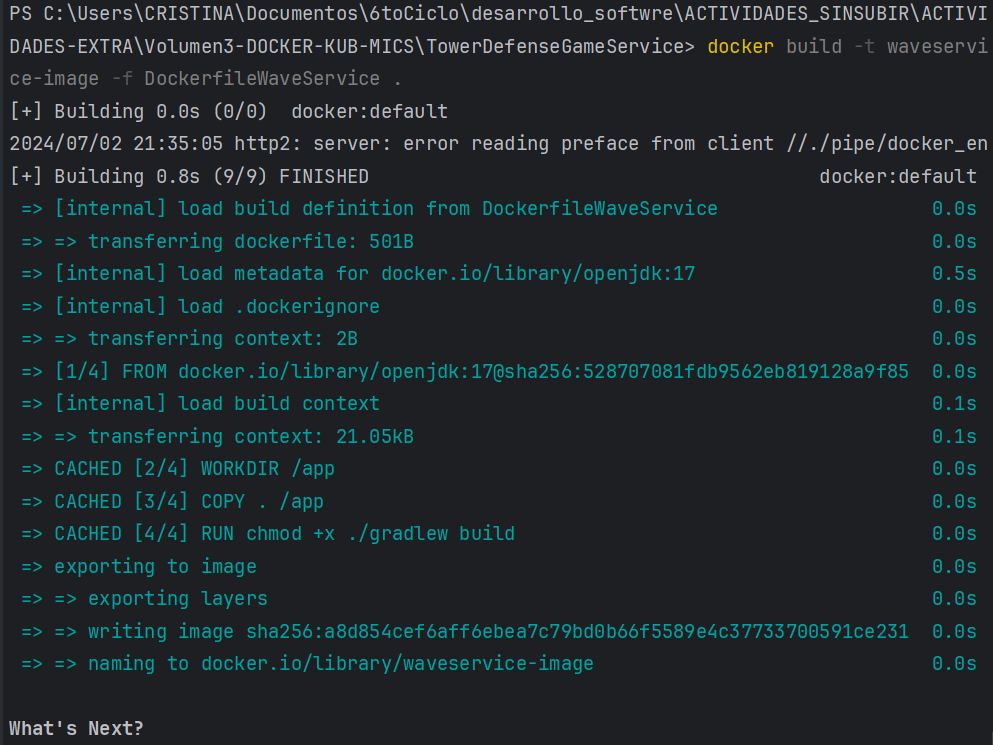 PS C:\Users\CRISTINA\Documentos\6toCiclo\desarrollo_softwre\ACTIVIDADES_SINSUBIR\ACTIVI
DADES-EXTRA\Volumen3-DOCKER-KUB-MICS\TowerDefenseGameService> docker build -t waveservi
ce-image -f DockerfileWaveService .
[+] Building 0.0s (0/0)  docker:default
2024/07/02 21:35:05 http2: server: error reading preface from client //./pipe/docker_en
[+] Building 0.8s (9/9) FINISHED docker:default
=> [internal] load build definition from DockerfileWaveService 0.0s
=> => transferring dockerfile: 501B 0.0s
=> [internal] load metadata for docker.io/library/openjdk:17 0.5s
=> [internal] load .dockerignore 0.0s
=> => transferring context: 2B 0.0s
=> [1/4] FROM docker.io/library/openjdk:17@sha256:528707081fdb9562eb819128a9f85 0.0s
=> [internal] load build context 0.1s
=> => transferring context: 21.05kB 0.1s
=> CACHED [2/4] WORKDIR /app 0.0s
=> CACHED [3/4] COPY . /app 0.0s
=> CACHED [4/4] RUN chmod +x ./gradlew build 0.0s
=> exporting to image 0.0s
=> => exporting layers 0.0s
=> => writing image sha256:a8d854cef6aff6ebea7c79bd0b66f5589e4c37733700591ce231 0.0s
=> => naming to docker.io/library/waveservice-image 0.0s
What's Next?